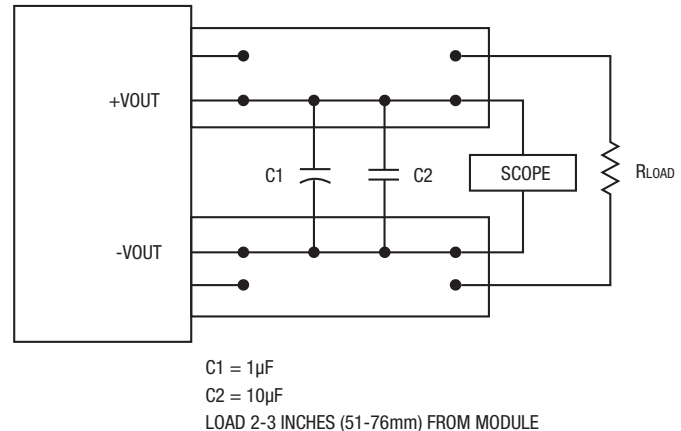 +VOUT
C1
C2
SCOPE
RLOAD
-VOUT
C1 = 1µF
C2 = 10µF
LOAD 2-3 INCHES (51-76mm) FROM MODULE